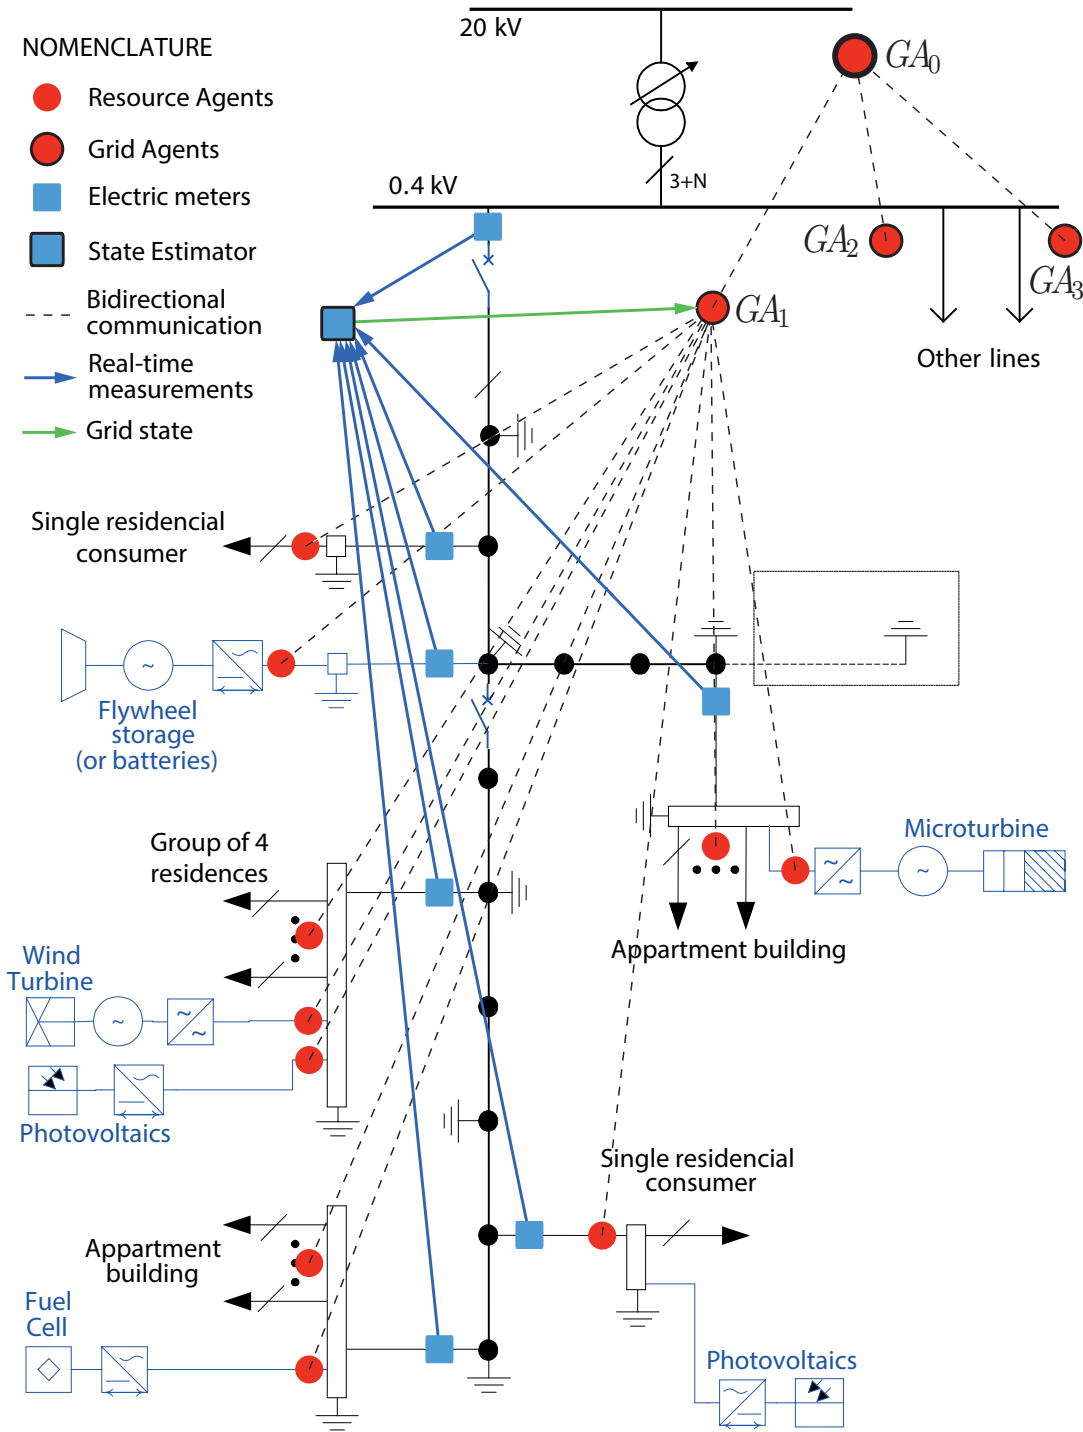 20 kV
NOMENCLATURE
GA0
Resource Agents
Grid Agents
3+N
0.4 kV
Electric meters
GA2
State Estimator
GA3
Bidirectional
communication
GA1
Other lines
Real-time
measurements
Grid state
Single residencial
consumer
~
Flywheel
storage
(or batteries)
Group of 4
residences
Microturbine
~
~
~
Appartment building
Wind
Turbine
~
~
~
Photovoltaics
Single residencial
consumer
Appartment
building
Fuel
Cell
Photovoltaics